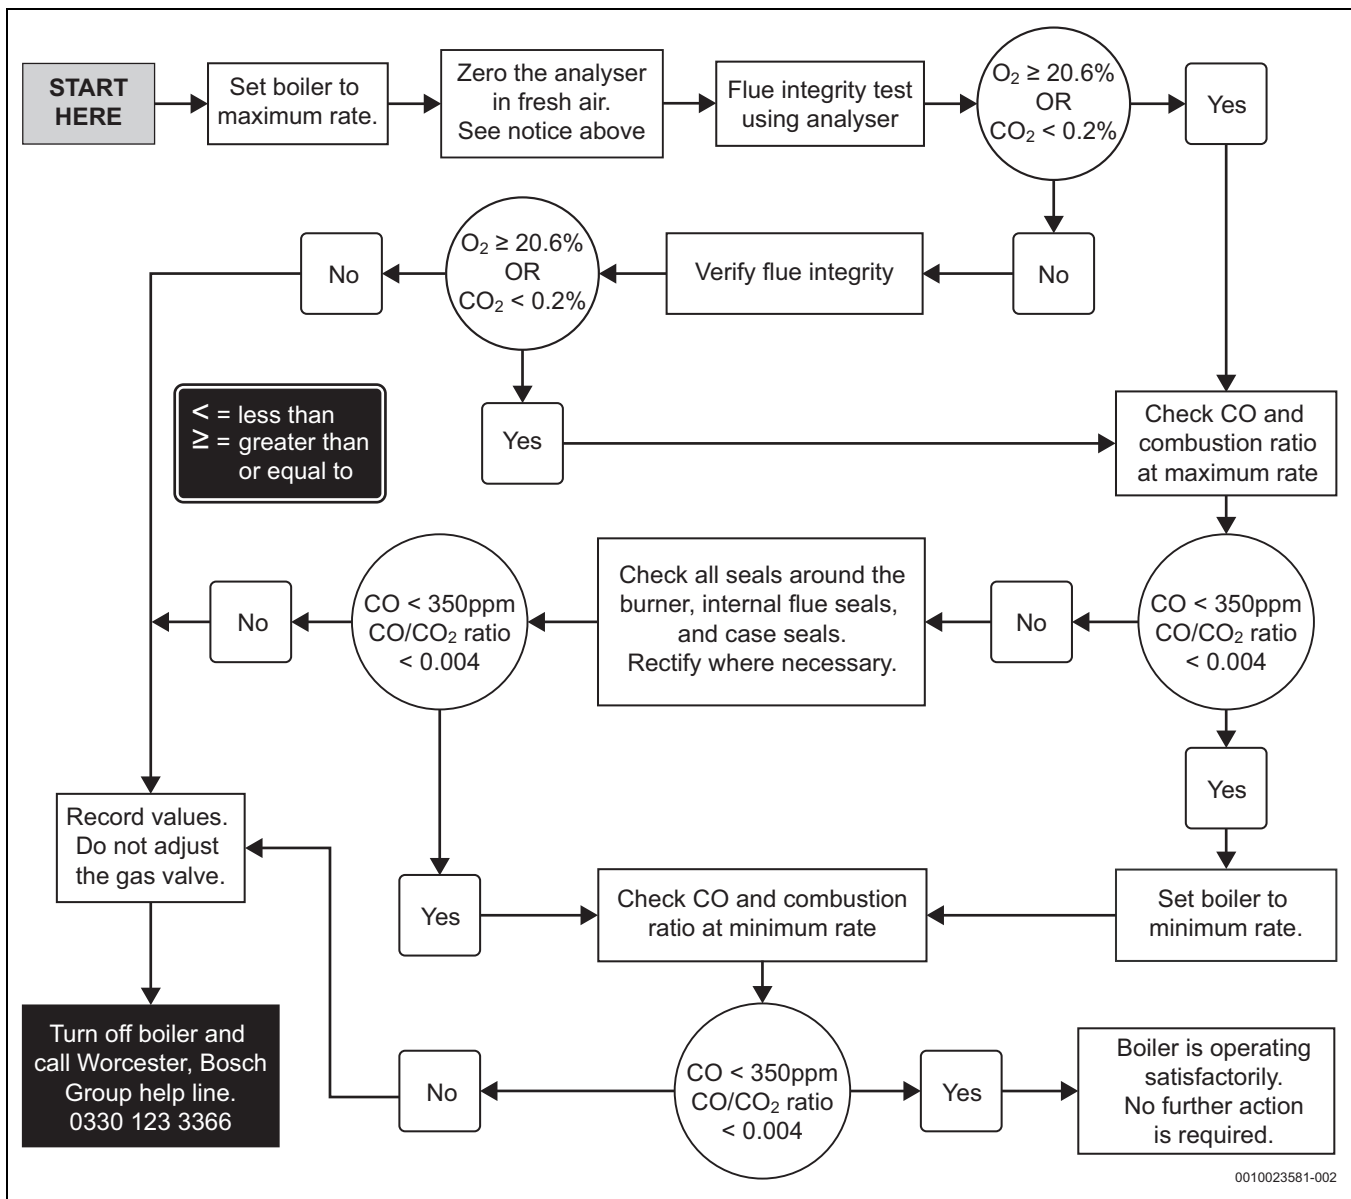 START
HERE
Set boiler to
maximum rate.
Zero the analyser
in fresh air.
See notice above
Flue integrity test
using analyser
O₂ ≥ 20.6%
OR
CO₂ < 0.2%
Yes
No
O₂ ≥ 20.6%
OR
CO₂ < 0.2%
Verify flue integrity
No
< = less than
≥ = greater than
or equal to
Yes
Check CO and
combustion ratio
at maximum rate
No
CO < 350ppm
CO/CO₂ ratio
< 0.004
Check all seals around the
burner, internal flue seals,
and case seals.
Rectify where necessary.
No
CO < 350ppm
CO/CO₂ ratio
< 0.004
Yes
Record values.
Do not adjust
the gas valve.
Yes
Check CO and combustion
ratio at minimum rate
Set boiler to
minimum rate.
Turn off boiler and
call Worcester, Bosch
Group help line.
0330 123 3366
No
CO < 350ppm
CO/CO₂ ratio
< 0.004
Yes
Boiler is operating
satisfactorily.
No further action
is required.
0010023581-002